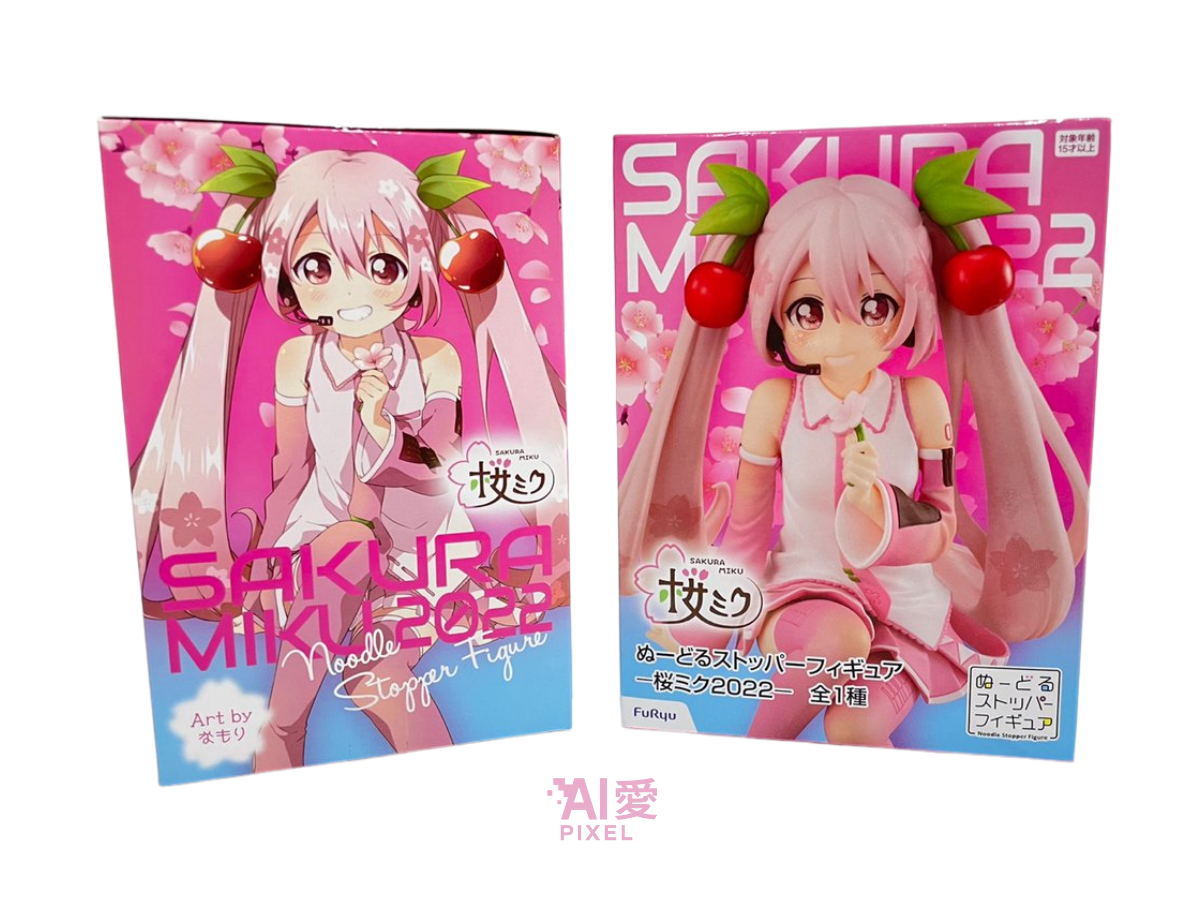 SAKURA
MIKU
桜ミク
SAKURA
MIKU 2022
Noodle
Stopper Figure
Art by
なもり
対象年齢
15才以上
SAKURA
M 22
SAKURA
MIKU
桜ミク
ぬーどるストッパーフィギュア
―桜ミク2022― 全1種
FuRyu
ぬーどる
ストッパー
フィギュア
Noodle Stopper Figure
AI愛
PIXEL